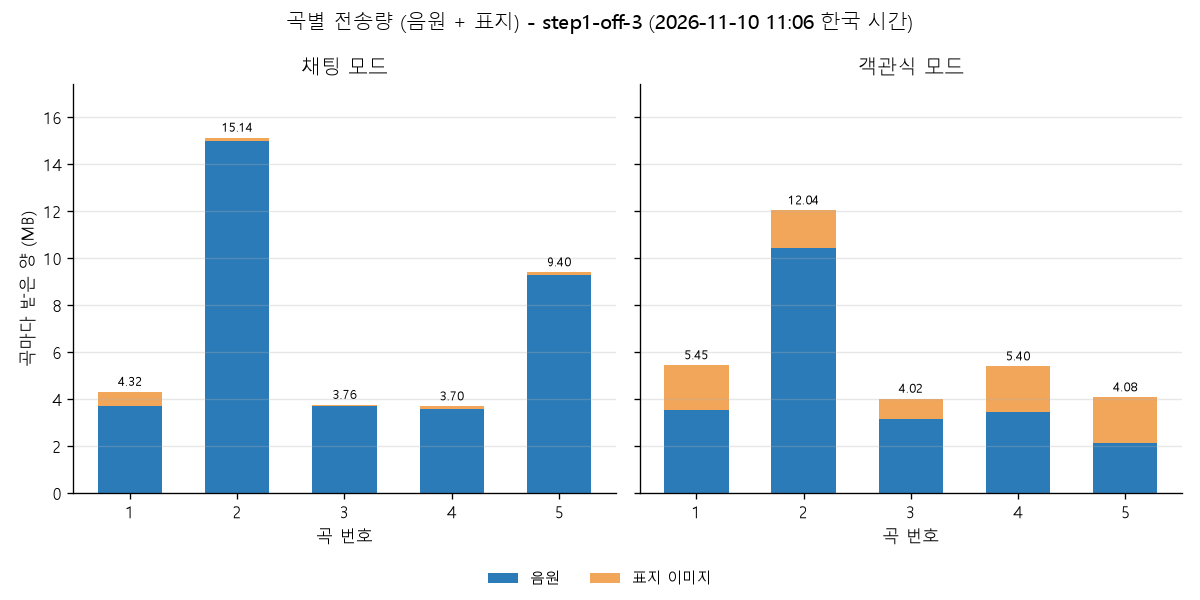 곡별 전송량 (음원 + 표지) - step1-off-3 (2026-11-10 11:06 한국 시간)
채팅 모드
곡마다 받은 양 (MB)
16
14
12
10
8
6
4
2
0
4.32
15.14
3.76
3.70
9.40
1 2 3 4 5
곡 번호
객관식 모드
5.45
12.04
4.02
5.40
4.08
1 2 3 4 5
곡 번호
음원 표지 이미지